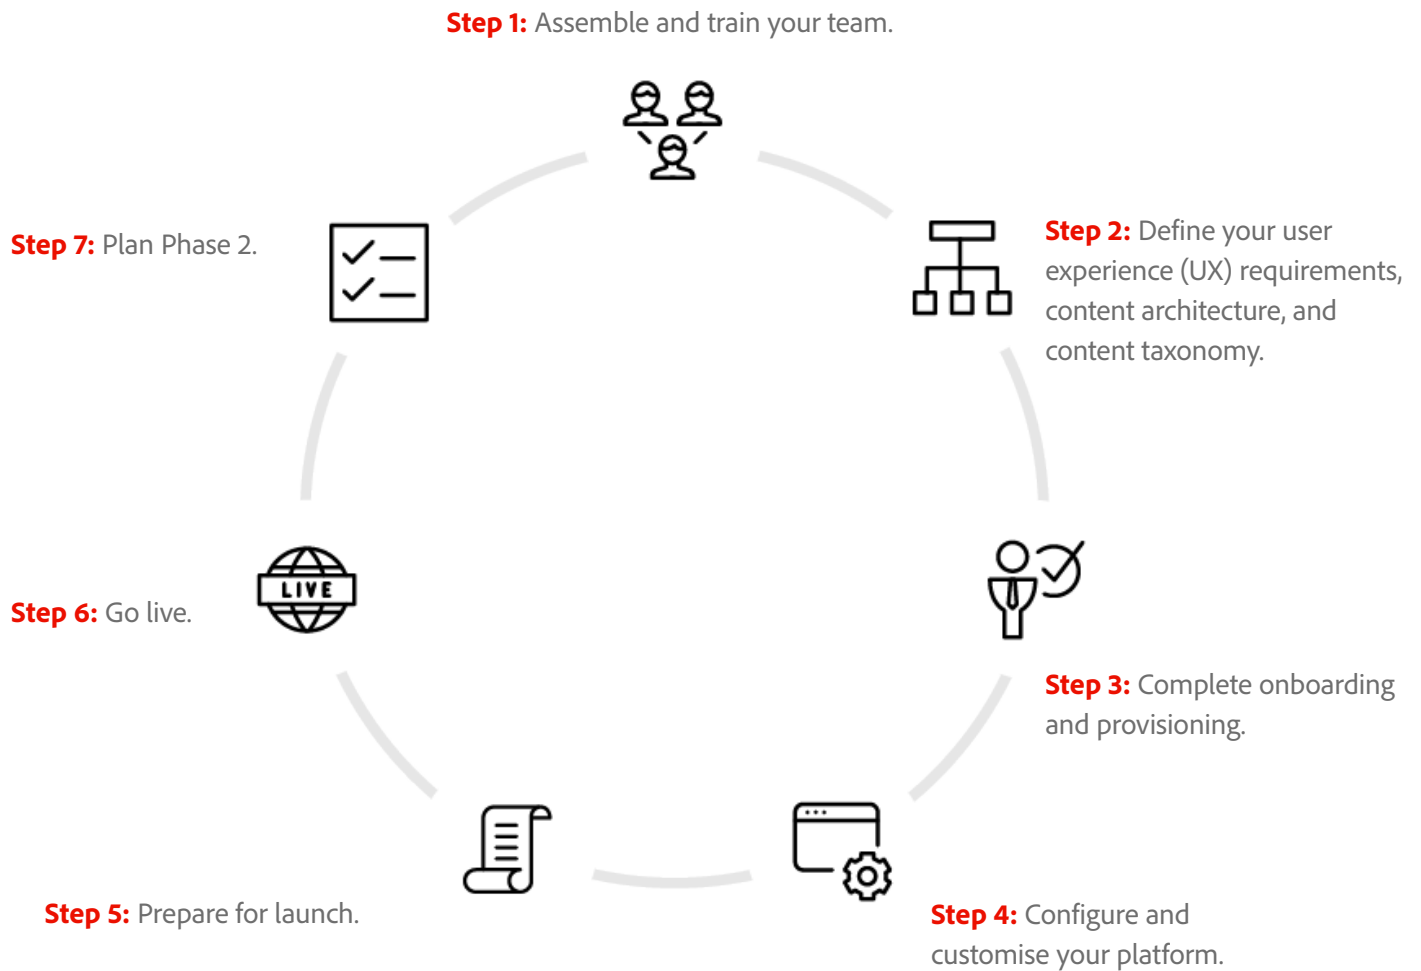 Step 1: Assemble and train your team.
Step 2: Define your user
experience (UX) requirements,
content architecture, and
content taxonomy.
Step 3: Complete onboarding
and provisioning.
Step 4: Configure and
customise your platform.
Step 5: Prepare for launch.
Step 6: Go live.
LIVE
Step 7: Plan Phase 2.